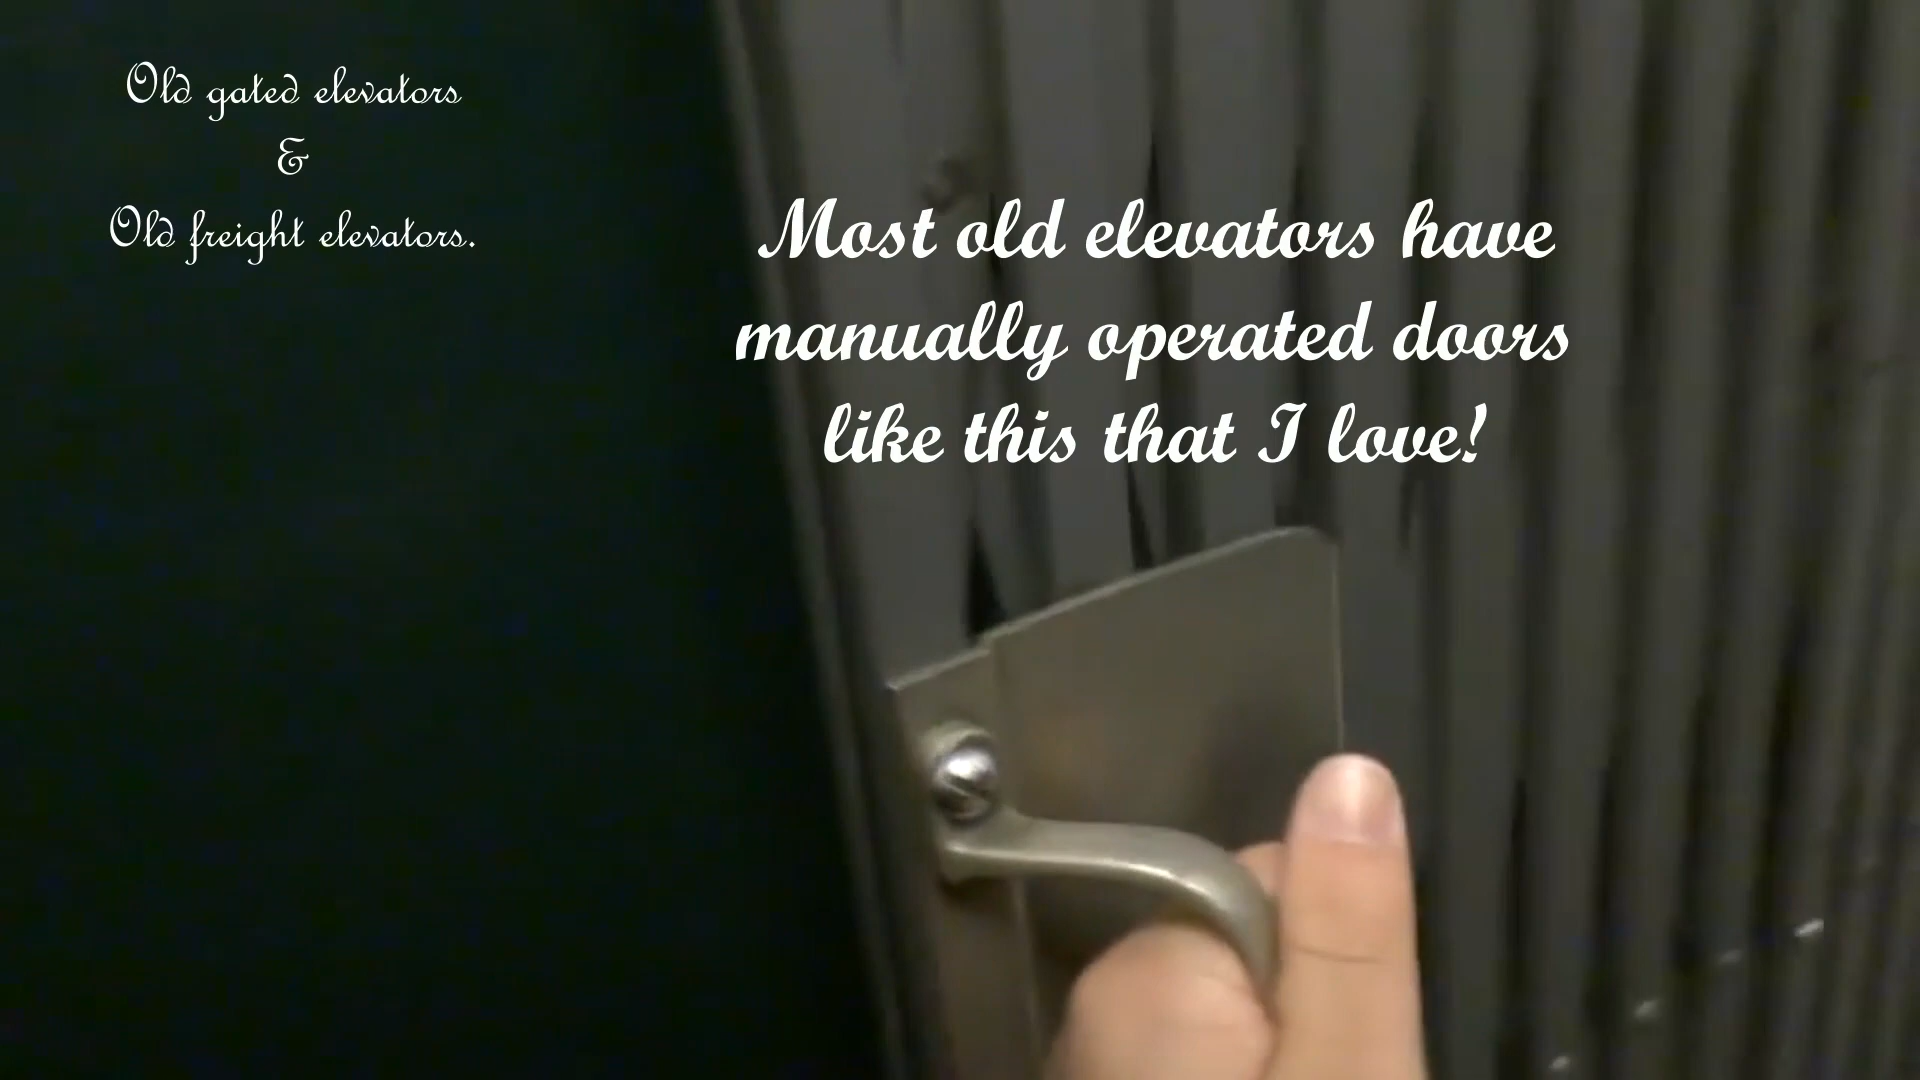 Old gated elevators
&
Old freight elevators.
Most old elevators have
manually operated doors
like this that I love!